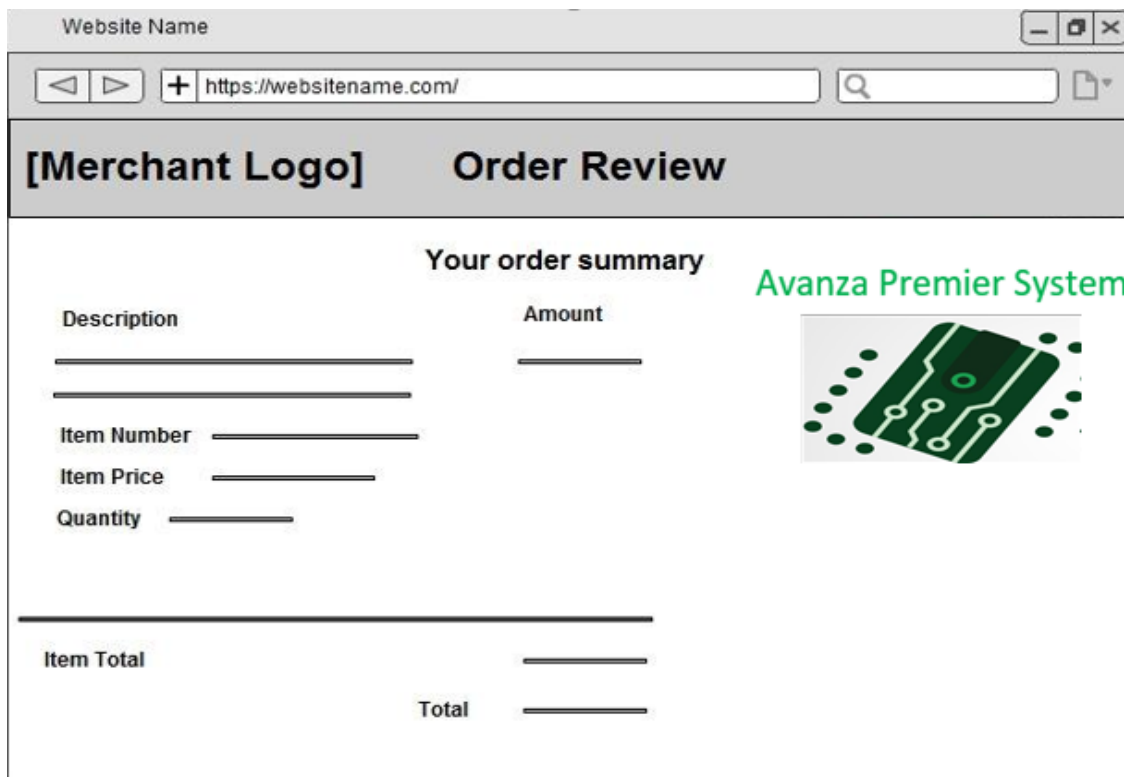 Website Name
https://websitename.com/
[Merchant Logo] Order Review
Your order summary
Avanza Premier System
Description Amount
Item Number
Item Price
Quantity
Item Total
Total